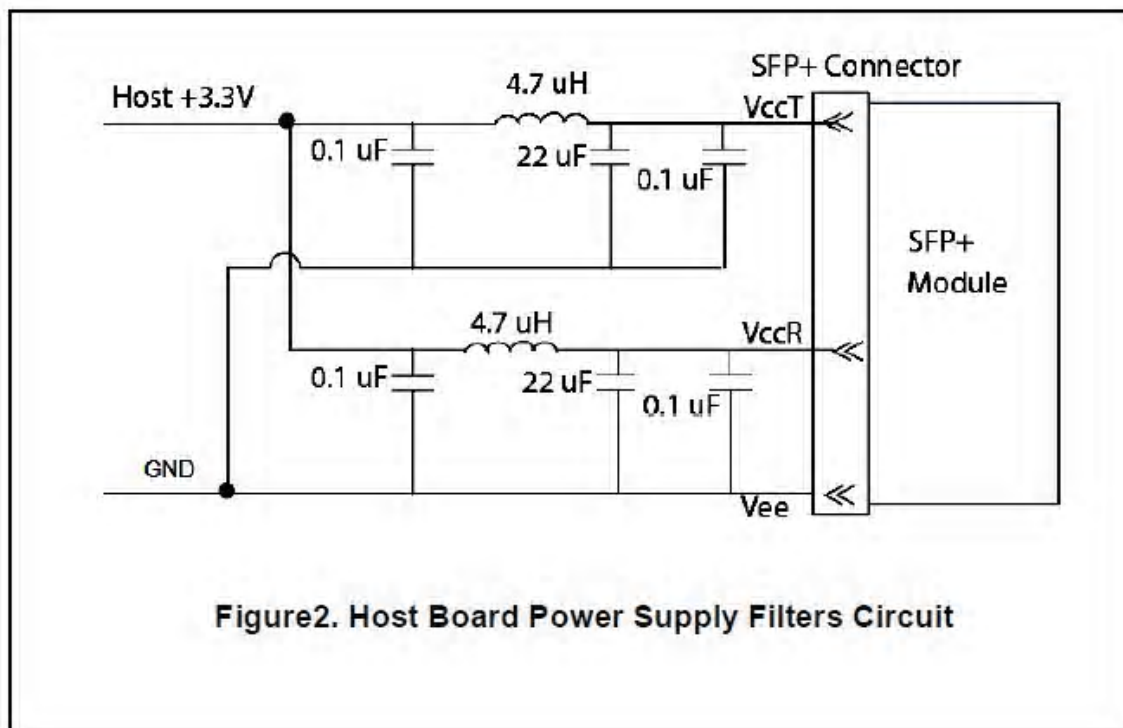 SFP+ Connector
4.7 uH
Host +3.3V
VccT
0.1 uF
22 uF
0.1 uF
SFP+
Module
4.7 uH
VccR
0.1 uF
22 uF
0.1 uF
GND
Vee
Figure2. Host Board Power Supply Filters Circuit